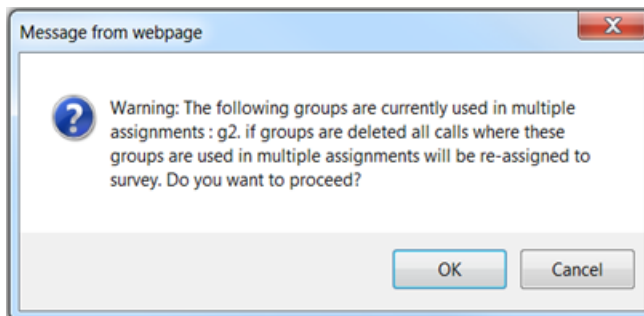 Message from webpage
Warning: The following groups are currently used in multiple
assignments : g2. if groups are deleted all calls where these
groups are used in multiple assignments will be re-assigned to
survey. Do you want to proceed?
OK
Cancel